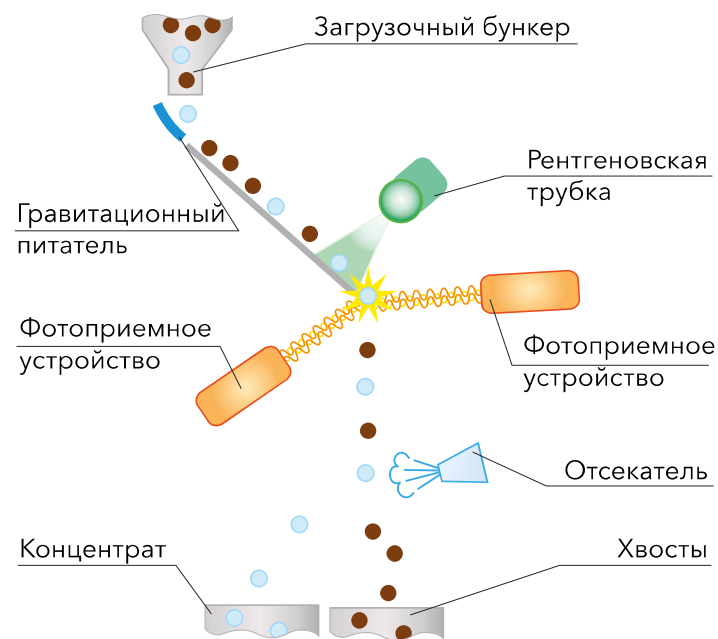 Загрузочный бункер
Рентгеновская
трубка
Гравитационный
питатель
Фотоприемное
устройство
Фотоприемное
устройство
Отсекатель
Концентрат
Хвосты